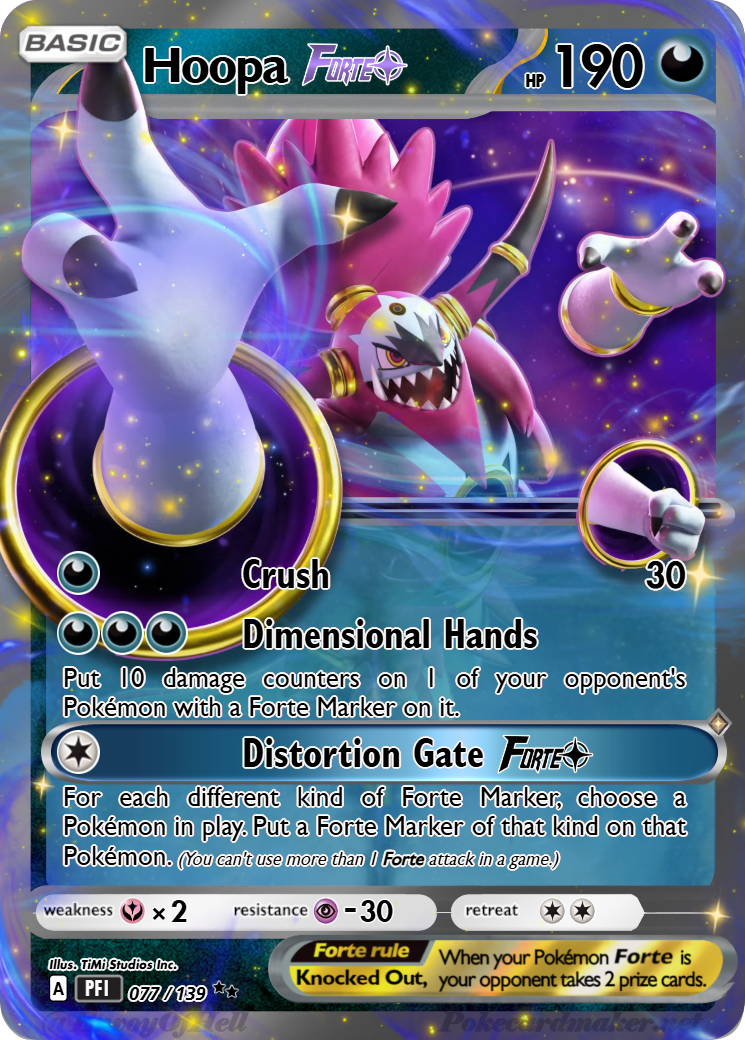 BASIC
Hoopa FORTE HP 190
Crush 30
Dimensional Hands
Put 10 damage counters on 1 of your opponent's
Pokémon with a Forte Marker on it.
Distortion Gate FORTE
For each different kind of Forte Marker, choose a
Pokémon in play. Put a Forte Marker of that kind on that
Pokémon. (You can't use more than 1 Forte attack in a game.)
weakness ×2 resistance -30 retreat
Illus. TiMi Studios Inc.
A PFI 077 / 139
Forte rule
When your Pokémon Forte is
Knocked Out, your opponent takes 2 prize cards.
Pokecardmaker.net